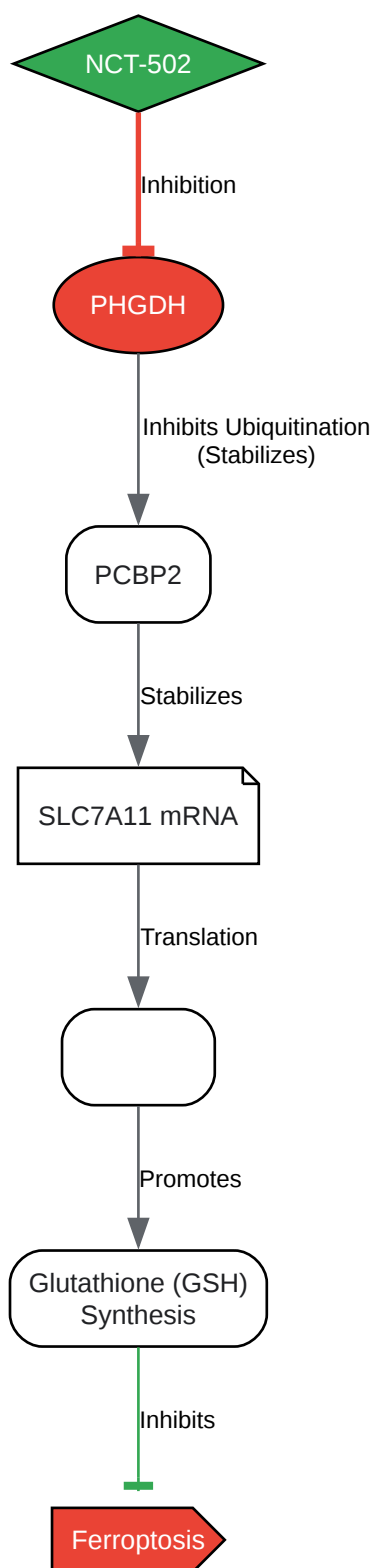 NCT-502
Inhibition
PHGDH
Inhibits Ubiquitination
(Stabilizes)
PCBP2
Stabilizes
SLC7A11 mRNA
Translation
Promotes
Glutathione (GSH)
Synthesis
Inhibits
Ferroptosis